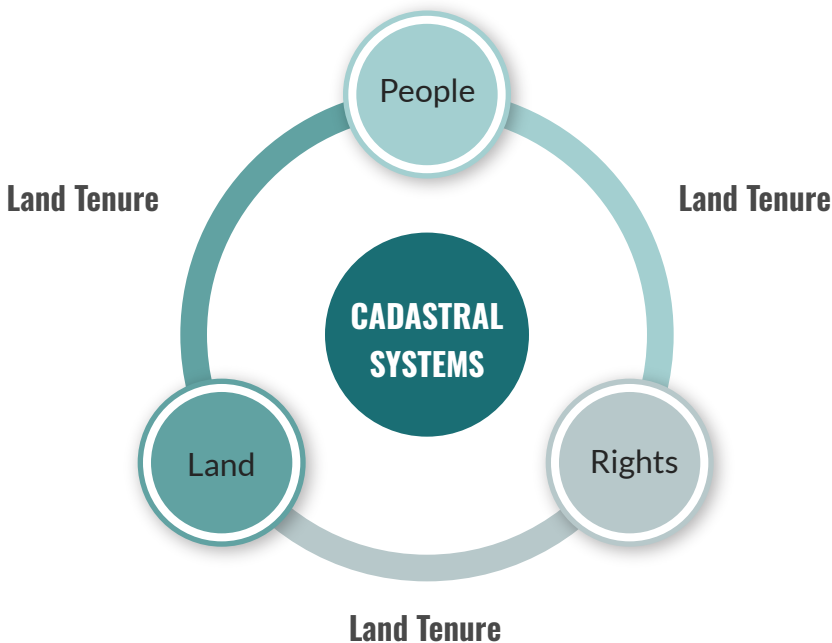 People
Land Tenure
Land Tenure
CADASTRAL
SYSTEMS
Land
Rights
Land Tenure